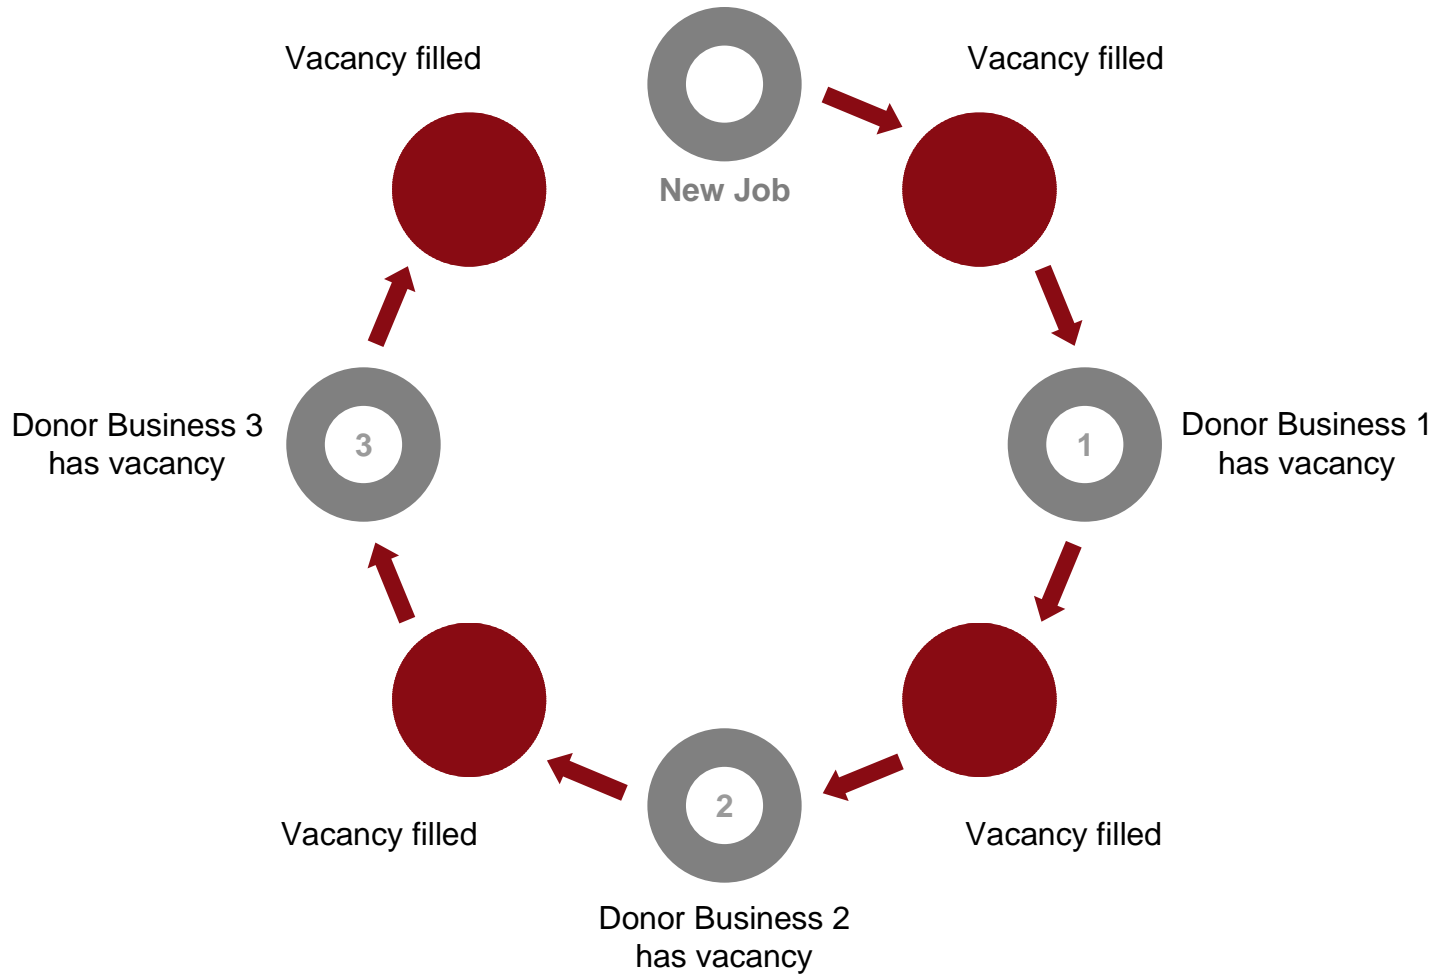 Vacancy filled
Vacancy filled
New Job
Donor Business 3
has vacancy
3
1
Donor Business 1
has vacancy
2
Vacancy filled
Vacancy filled
Donor Business 2
has vacancy